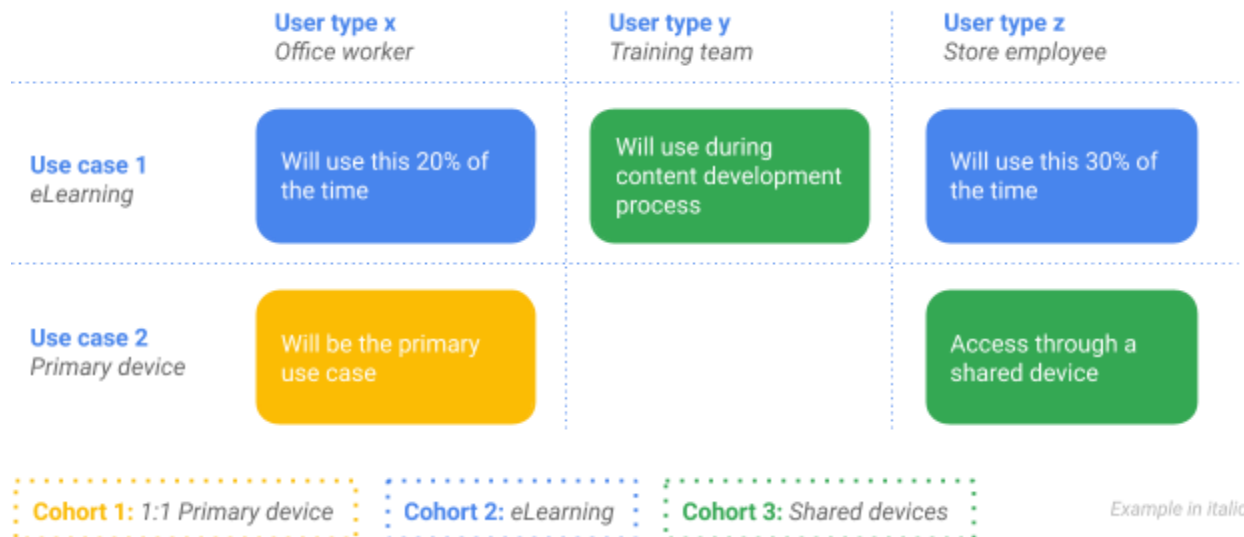 User type x
Office worker
User type y
Training team
User type z
Store employee
Use case 1
eLearning
Will use this 20% of
the time
Will use during
content development
process
Will use this 30% of
the time
Use case 2
Primary device
Will be the primary
use case
Access through a
shared device
Cohort 1: 1:1 Primary device
Cohort 2: eLearning
Cohort 3: Shared devices
Example in italic